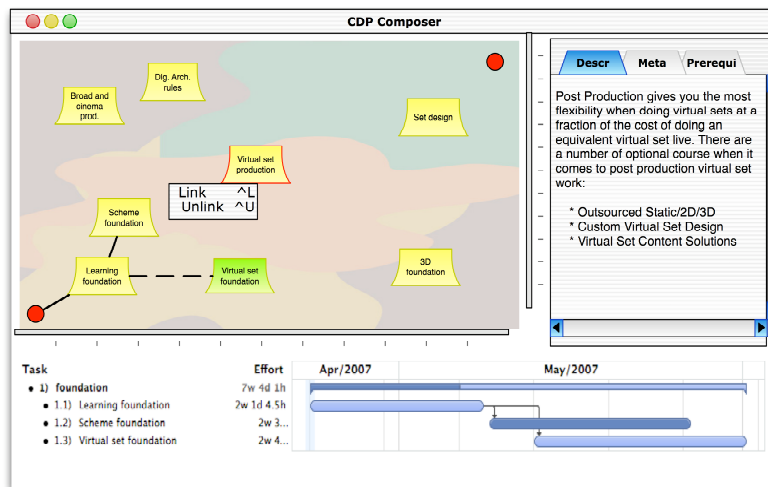 CDP Composer
Dlg. Arch.
rules
Broad and
cinema
prod.
Set design
Virtual set
production
Link ^L
Unlink ^U
Scheme
foundation
Learning
foundation
Virtual set
foundation
3D
foundation
Descr Meta Prerequi
Post Production gives you the most
flexibility when doing virtual sets at a
fraction of the cost of doing an
equivalent virtual set live. There are
a number of optional course when it
comes to post production virtual set
work:
* Outsourced Static/2D/3D
* Custom Virtual Set Design
* Virtual Set Content Solutions
Task Effort Apr/2007 May/2007
1) foundation 7w 4d 1h
1.1) Learning foundation 2w 1d 4.5h
1.2) Scheme foundation 2w 3...
1.3) Virtual set foundation 2w 4...